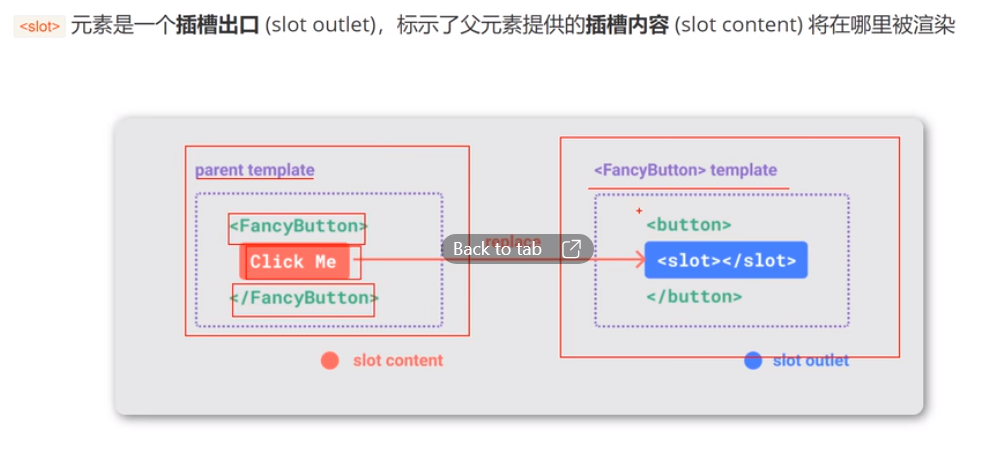 <slot> 元素是一个插槽出口 (slot outlet)，标示了父元素提供的插槽内容 (slot content) 将在哪里被渲染
parent template
<FancyButton>
Click Me
</FancyButton>
replace
Back to tab
<FancyButton> template
<button>
<slot></slot>
</button>
slot content
slot outlet